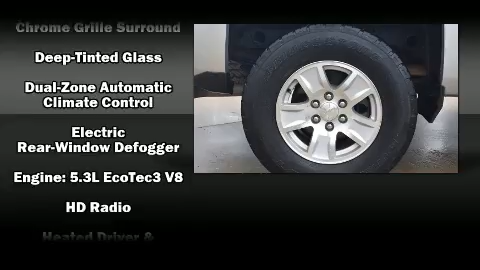 Chrome Grille Surround
Deep-Tinted Glass
Dual-Zone Automatic
Climate Control
Electric
Rear-Window Defogger
Engine: 5.3L EcoTec3 V8
HD Radio
Heated Driver &